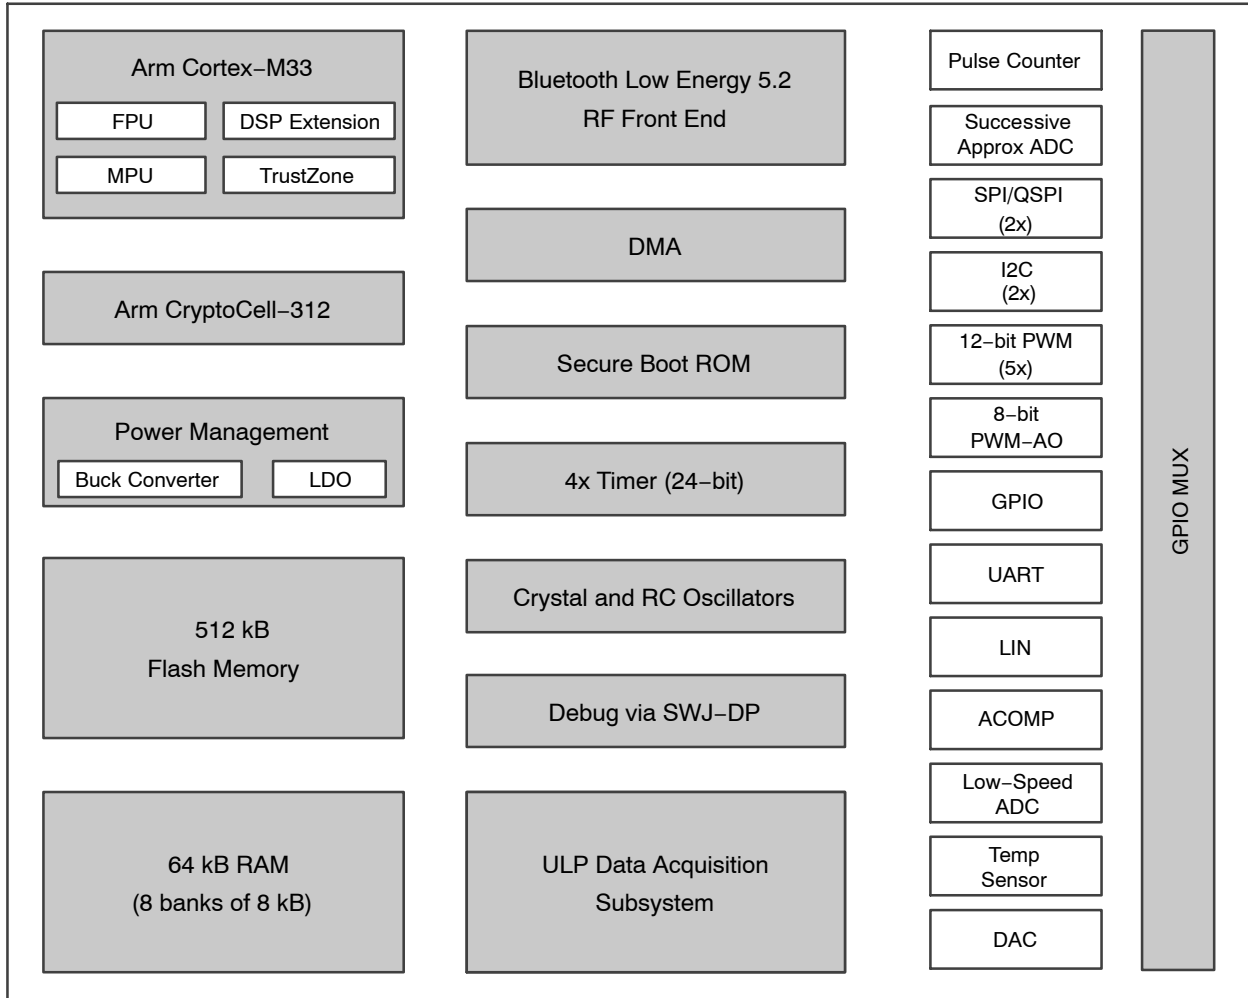 Arm Cortex−M33
FPU
DSP Extension
MPU
TrustZone
Arm CryptoCell−312
Power Management
Buck Converter
LDO
512 kB
Flash Memory
64 kB RAM
(8 banks of 8 kB)
Bluetooth Low Energy 5.2
RF Front End
DMA
Secure Boot ROM
4x Timer (24−bit)
Crystal and RC Oscillators
Debug via SWJ−DP
ULP Data Acquisition
Subsystem
Pulse Counter
Successive
Approx ADC
SPI/QSPI
(2x)
I2C
(2x)
12−bit PWM
(5x)
8−bit
PWM−AO
GPIO
UART
LIN
ACOMP
Low−Speed
ADC
Temp
Sensor
DAC
GPIO MUX